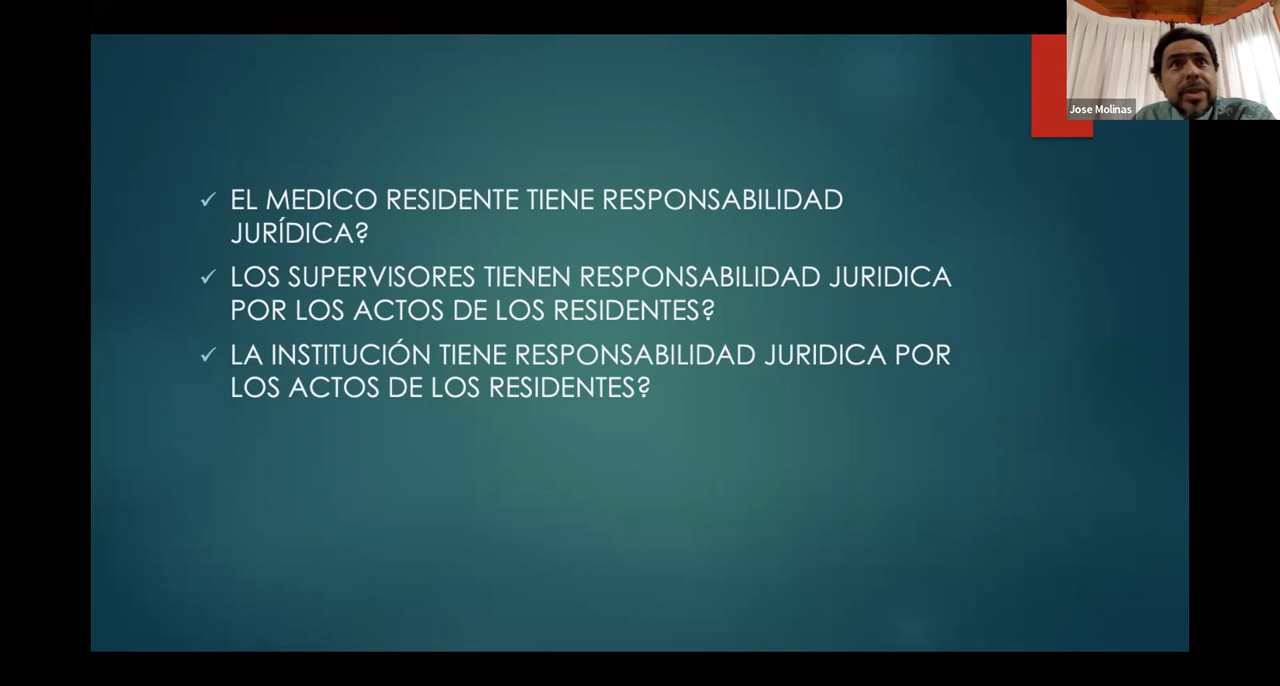 Jose Molinas
EL MEDICO RESIDENTE TIENE RESPONSABILIDAD
JURÍDICA?
LOS SUPERVISORES TIENEN RESPONSABILIDAD JURIDICA
POR LOS ACTOS DE LOS RESIDENTES?
LA INSTITUCIÓN TIENE RESPONSABILIDAD JURIDICA POR
LOS ACTOS DE LOS RESIDENTES?